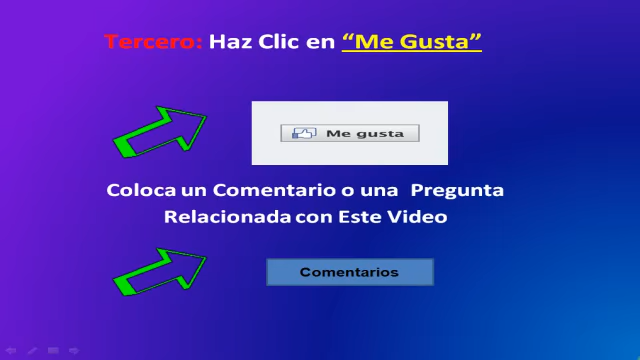 Tercero: Haz Clic en “Me Gusta”
Me gusta
Coloca un Comentario o una Pregunta
Relacionada con Este Video
Comentarios